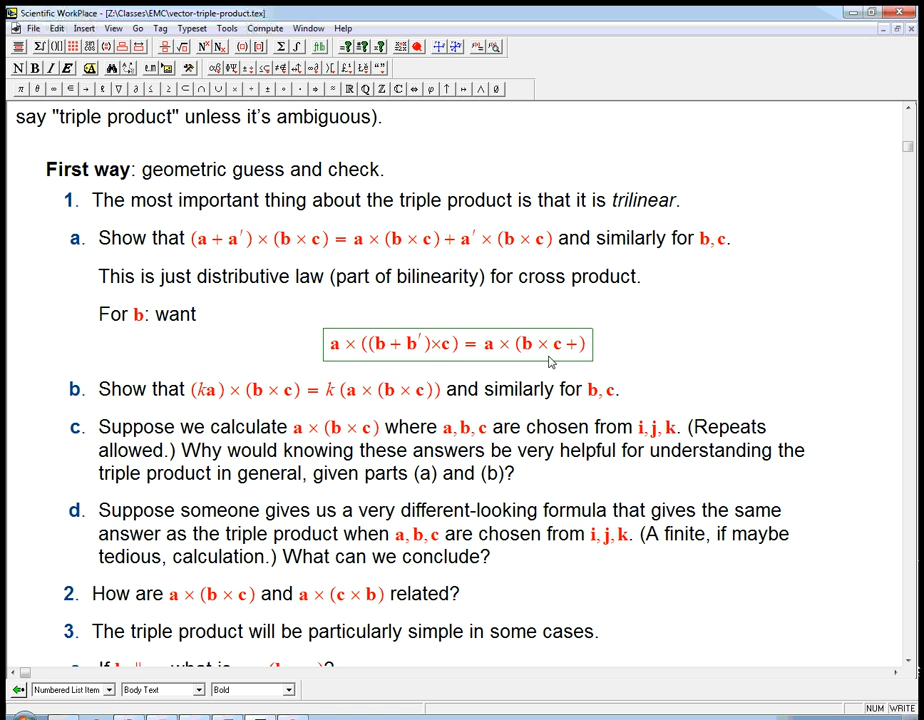 Scientific WorkPlace - [Z:\Classes\EMC\vector-triple-product.tex]
File Edit Insert View Go Tag Typeset Tools Compute Window Help
say "triple product" unless it's ambiguous).
First way: geometric guess and check.
1. The most important thing about the triple product is that it is trilinear.
a. Show that (a + a′) × (b × c) = a × (b × c) + a′ × (b × c) and similarly for b, c.
This is just distributive law (part of bilinearity) for cross product.
For b: want
a × ((b + b′)×c) = a × (b × c +)
b. Show that (ka) × (b × c) = k (a × (b × c)) and similarly for b, c.
c. Suppose we calculate a × (b × c) where a, b, c are chosen from i, j, k. (Repeats
allowed.) Why would knowing these answers be very helpful for understanding the
triple product in general, given parts (a) and (b)?
d. Suppose someone gives us a very different-looking formula that gives the same
answer as the triple product when a, b, c are chosen from i, j, k. (A finite, if maybe
tedious, calculation.) What can we conclude?
2. How are a × (b × c) and a × (c × b) related?
3. The triple product will be particularly simple in some cases.
Numbered List Item Body Text Bold
NUM WRITE